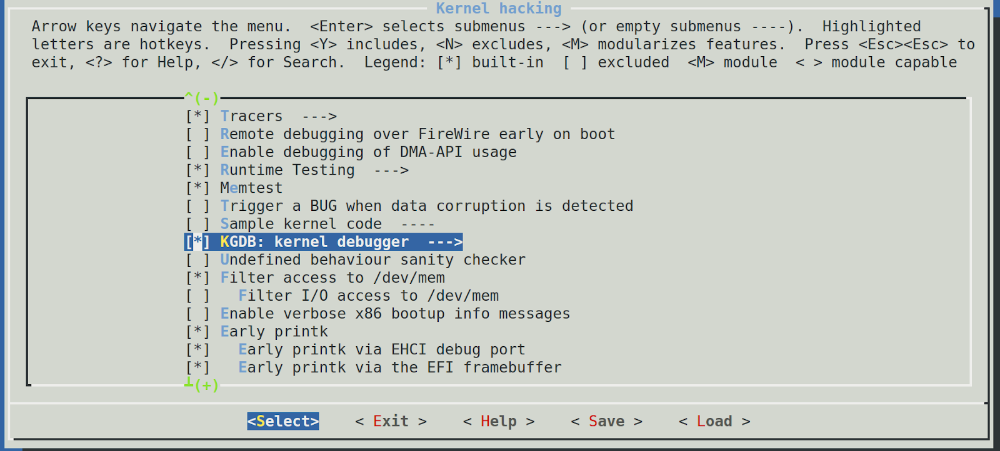 Kernel hacking
Arrow keys navigate the menu.  <Enter> selects submenus ---> (or empty submenus ----).  Highlighted
letters are hotkeys.  Pressing <Y> includes, <N> excludes, <M> modularizes features.  Press <Esc><Esc> to
exit, <?> for Help, </> for Search.  Legend: [*] built-in  [ ] excluded  <M> module  < > module capable
^(-)
[*] Tracers  --->
[ ] Remote debugging over FireWire early on boot
[ ] Enable debugging of DMA-API usage
[*] Runtime Testing  --->
[*] Memtest
[ ] Trigger a BUG when data corruption is detected
[ ] Sample kernel code  ----
[*] KGDB: kernel debugger  --->
[ ] Undefined behaviour sanity checker
[*] Filter access to /dev/mem
[ ]   Filter I/O access to /dev/mem
[ ] Enable verbose x86 bootup info messages
[*] Early printk
[*]   Early printk via EHCI debug port
[*]   Early printk via the EFI framebuffer
┴(+)
<Select>    < Exit >    < Help >    < Save >    < Load >